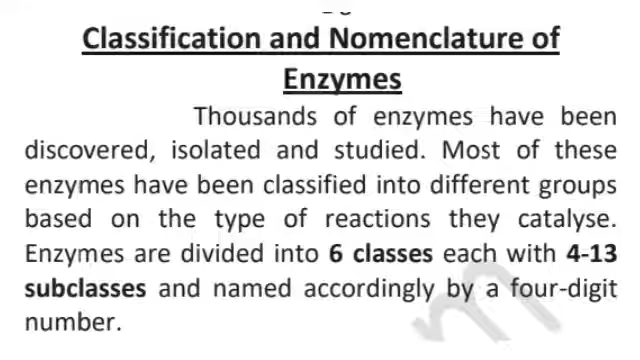 Classification and Nomenclature of
Enzymes
Thousands of enzymes have been
discovered, isolated and studied. Most of these
enzymes have been classified into different groups
based on the type of reactions they catalyse.
Enzymes are divided into 6 classes each with 4-13
subclasses and named accordingly by a four-digit
number.